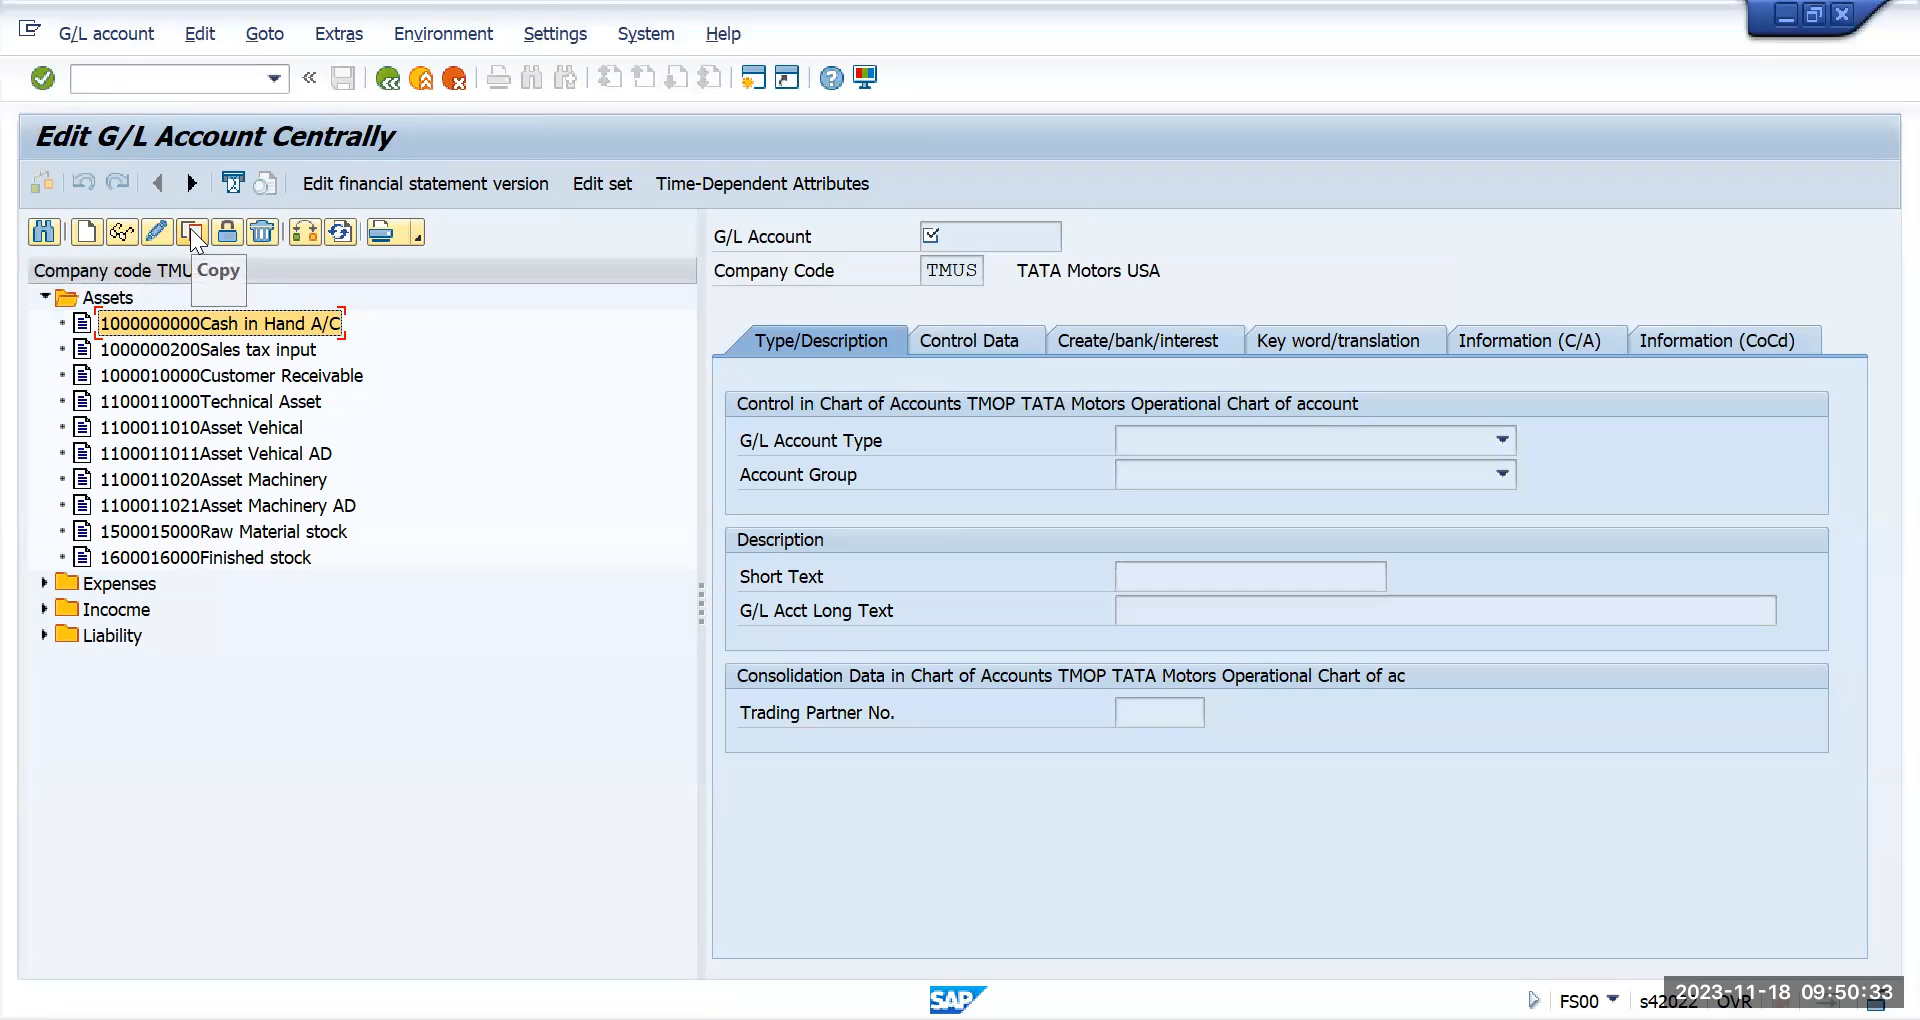 G/L account Edit Goto Extras Environment Settings System Help
Edit G/L Account Centrally
Edit financial statement version Edit set Time-Dependent Attributes
Company code TMU
Copy
Assets
1000000000Cash in Hand A/C
1000000200Sales tax input
1000010000Customer Receivable
1100011000Technical Asset
1100011010Asset Vehical
1100011011Asset Vehical AD
1100011020Asset Machinery
1100011021Asset Machinery AD
1500015000Raw Material stock
1600016000Finished stock
Expenses
Incocme
Liability
G/L Account
Company Code TMUS TATA Motors USA
Type/Description Control Data Create/bank/interest Key word/translation Information (C/A) Information (CoCd)
Control in Chart of Accounts TMOP TATA Motors Operational Chart of account
G/L Account Type
Account Group
Description
Short Text
G/L Acct Long Text
Consolidation Data in Chart of Accounts TMOP TATA Motors Operational Chart of ac
Trading Partner No.
SAP
FS00 s42022 OVR
2023-11-18 09:50:33